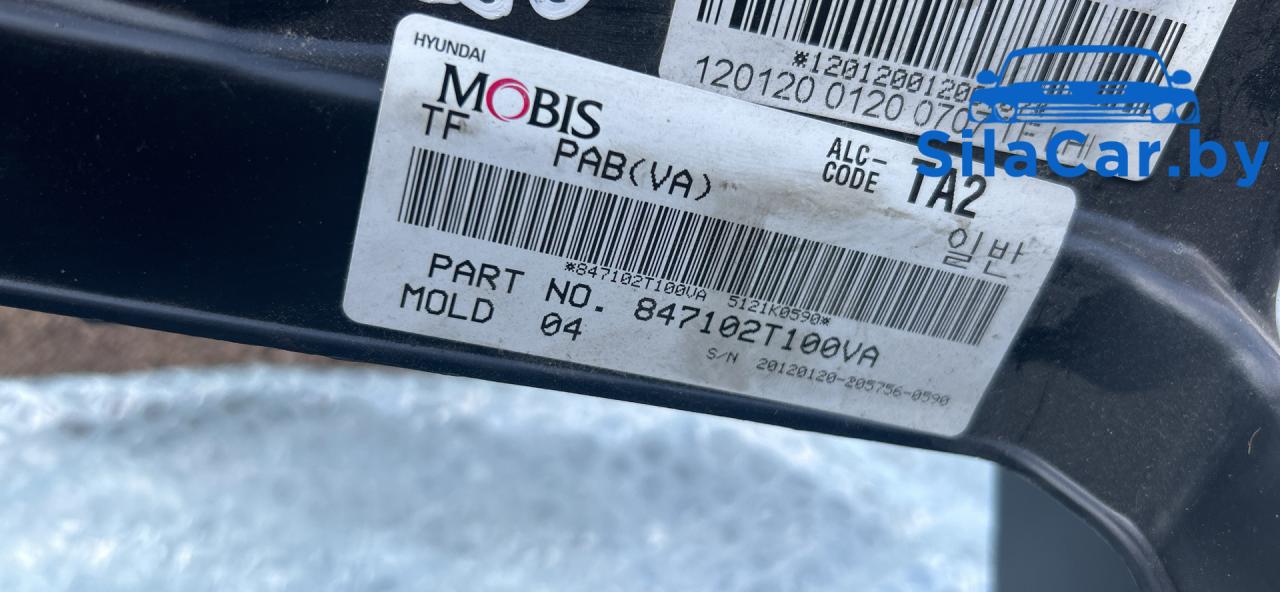 *1201200120
120120 0120 070
HYUNDAI
MOBIS
TF
PAB(VA)
ALC-
CODE
TA2
일반
*847102T100VA 5121K0590*
PART NO. 847102T100VA
MOLD 04
S/N 20120120-205756-0590
SilaCar.by